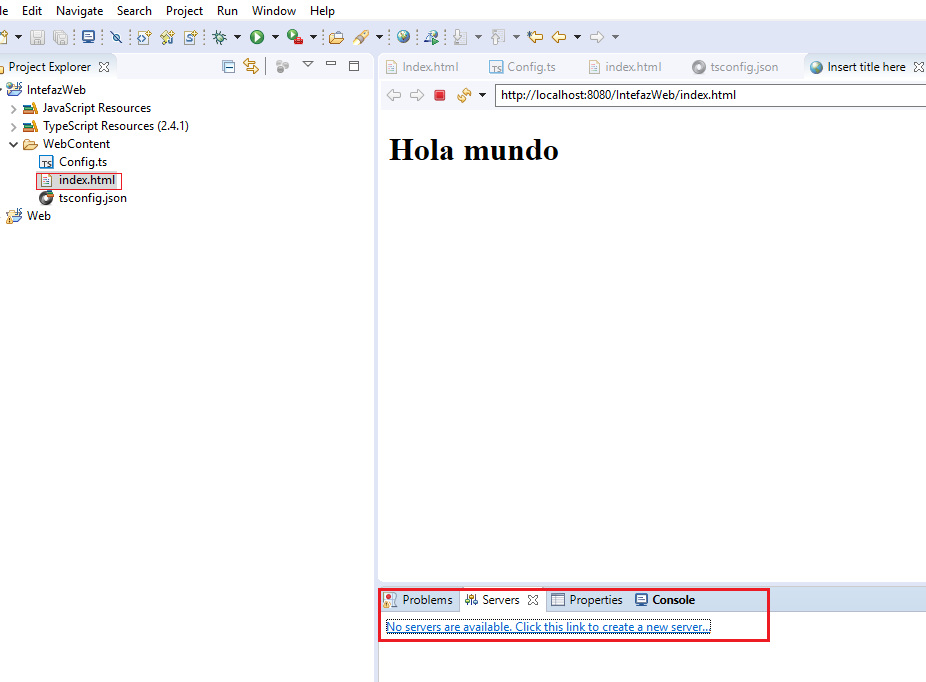 le Edit Navigate Search Project Run Window Help
Project Explorer
IntefazWeb
JavaScript Resources
TypeScript Resources (2.4.1)
WebContent
Config.ts
index.html
tsconfig.json
Web
Index.html Config.ts index.html tsconfig.json Insert title here
http://localhost:8080/IntefazWeb/index.html
Hola mundo
Problems Servers Properties Console
No servers are available. Click this link to create a new server...